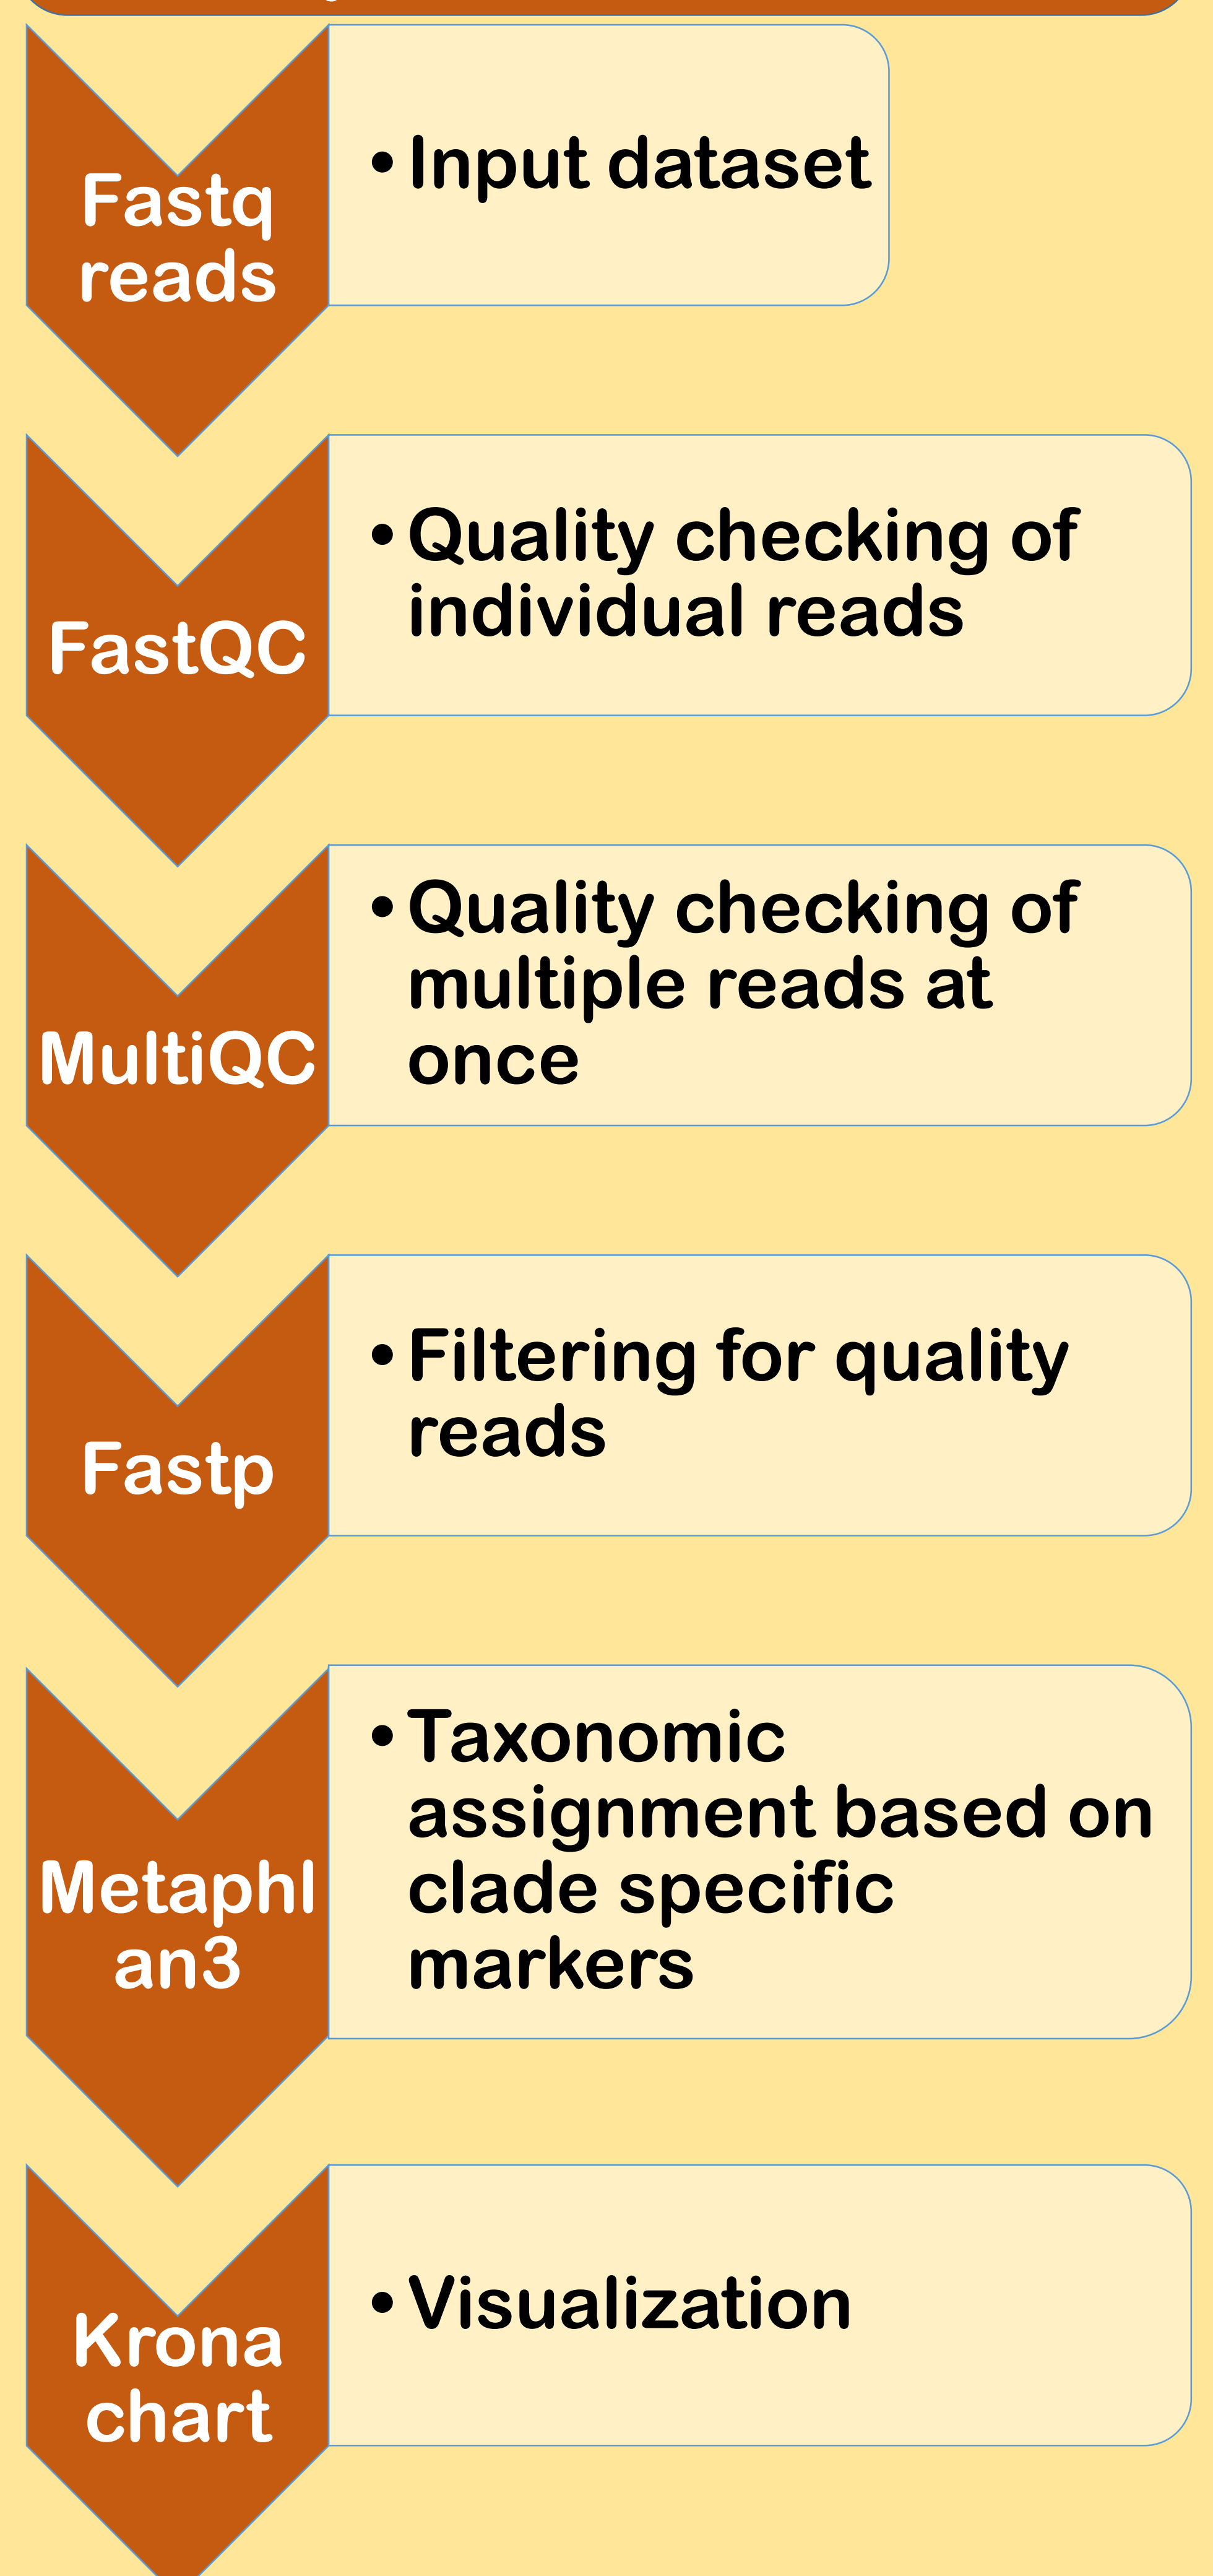 Fastq
reads
• Input dataset
FastQC
• Quality checking of
individual reads
MultiQC
• Quality checking of
multiple reads at
once
Fastp
• Filtering for quality
reads
Metaphl
an3
• Taxonomic
assignment based on
clade specific
markers
Krona
chart
• Visualization